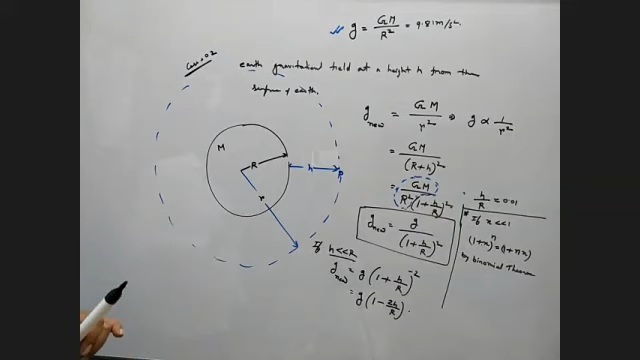 g = GM/R² = 9.81 m/s².
Case:02
earth gravitational field at a height h from the
surface of earth.
M
R
h
P
r
g_new = GM/r² ⇒ g ∝ 1/r²
= GM/(R+h)²
= GM/R²(1+h/R)²
g_new = g/(1+h/R)²
If h<<R
g_new = g(1+h/R)⁻²
= g(1-2h/R).
h/R = 0.01
If x<<1
(1+x)ⁿ=(1+nx)
by binomial Theorem